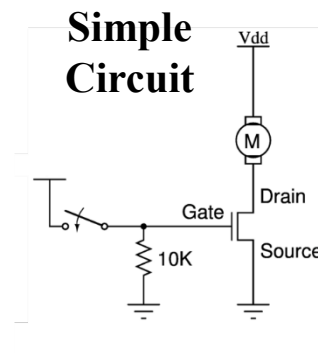 Simple
Circuit
Vdd
M
Drain
Gate
Source
10K